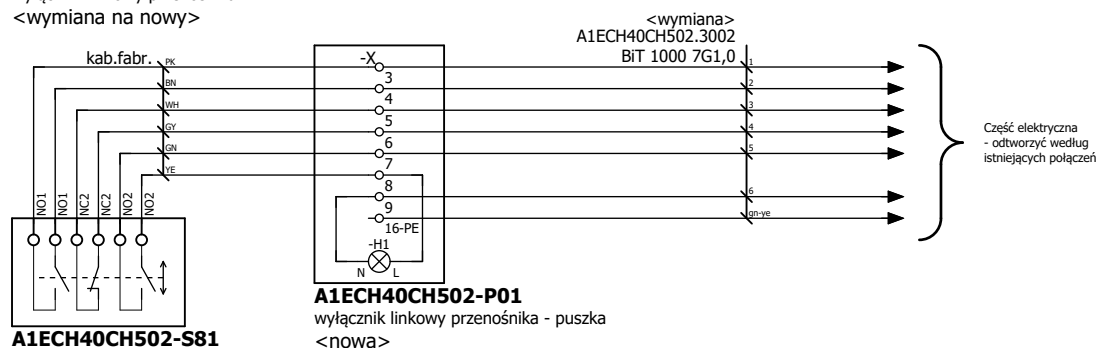 <wymiana na nowy>
<wymiana>
A1ECH40CH502.3002
BiT 1000 7G1,0
kab.fabr.
PK
BN
WH
GY
GN
YE
-X
3
4
5
6
7
8
9
16-PE
-H1
N
L
1
2
3
4
5
6
gn-ye
Część elektryczna
- odtworzyć według
istniejących połączeń
NO1
NO1
NC2
NC2
NO2
NO2
A1ECH40CH502-P01
wyłącznik linkowy przenośnika - puszka
<nowa>
A1ECH40CH502-S81